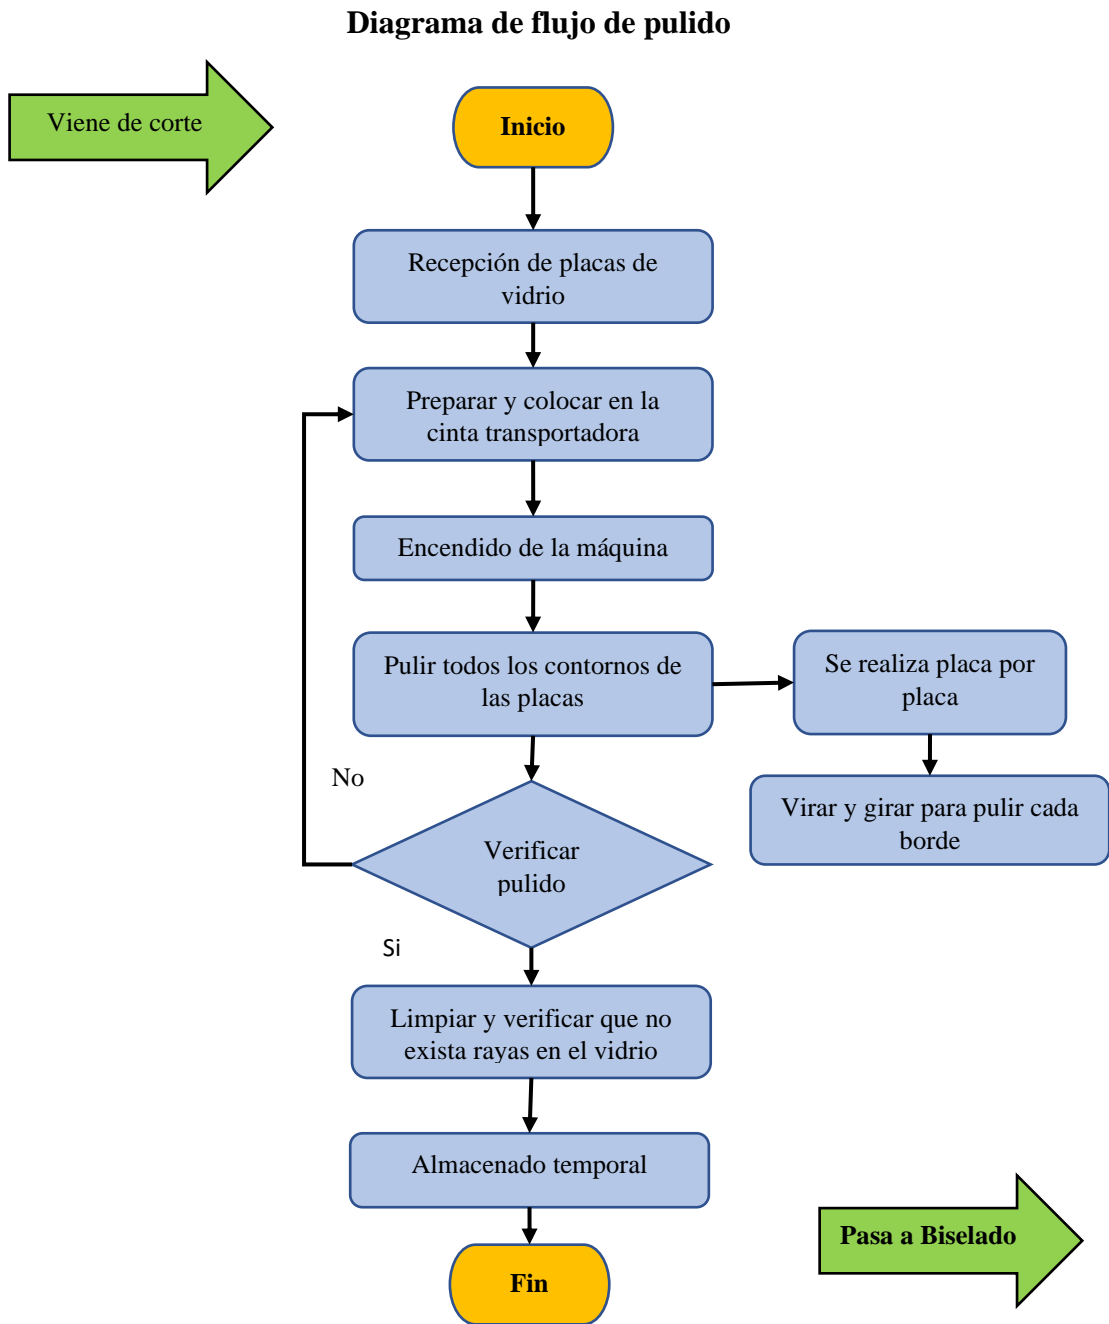 Diagrama de flujo de pulido
Viene de corte
Inicio
Recepción de placas de
vidrio
Preparar y colocar en la
cinta transportadora
Encendido de la máquina
Pulir todos los contornos de
las placas
Se realiza placa por
placa
Virar y girar para pulir cada
borde
No
Verificar
pulido
Si
Limpiar y verificar que no
exista rayas en el vidrio
Almacenado temporal
Pasa a Biselado
Fin